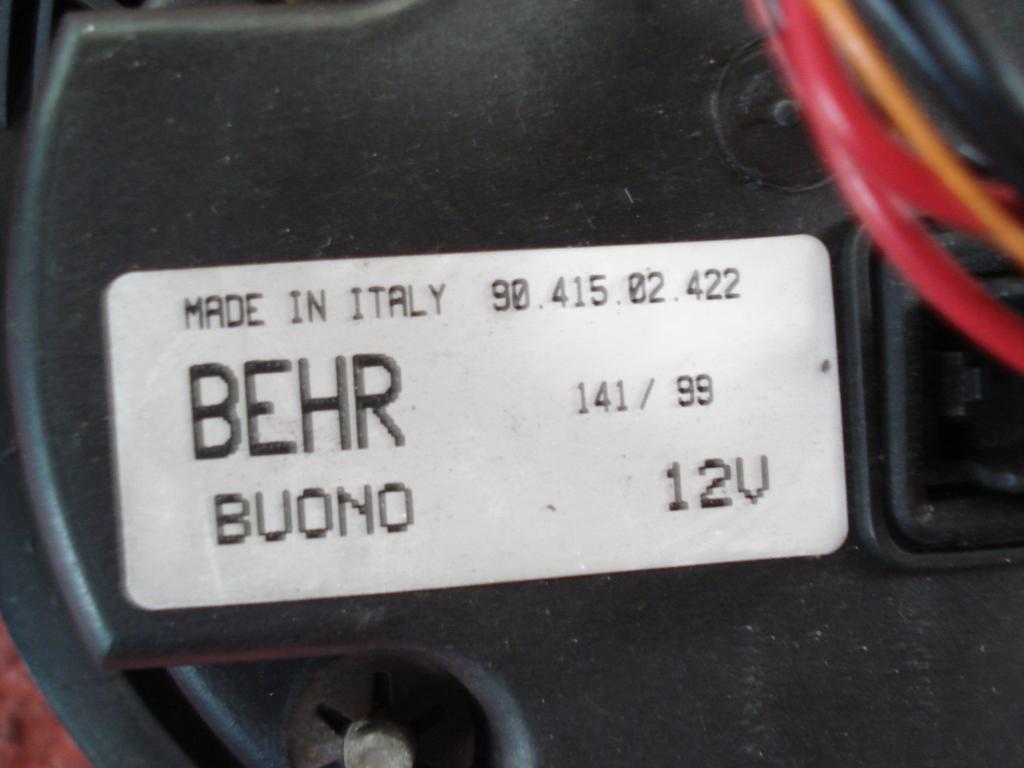 MADE IN ITALY 90.415.02.422
BEHR
141/ 99
BUONO
12V